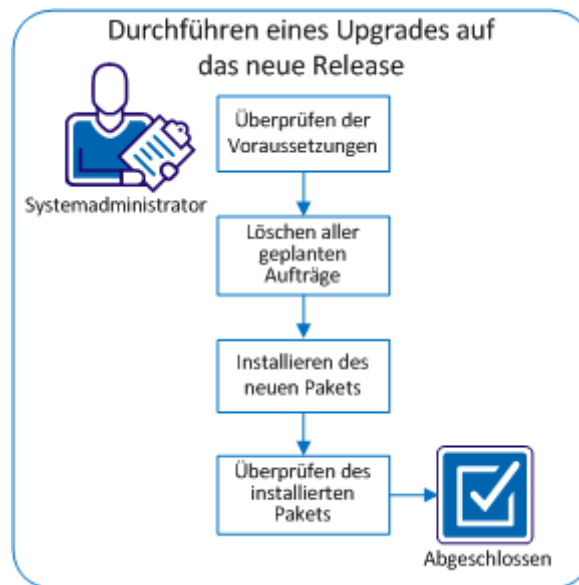 Durchführen eines Upgrades auf
das neue Release
Systemadministrator
Überprüfen der
Voraussetzungen
Löschen aller
geplanten
Aufträge
Installieren des
neuen Pakets
Überprüfen des
installierten
Pakets
Abgeschlossen